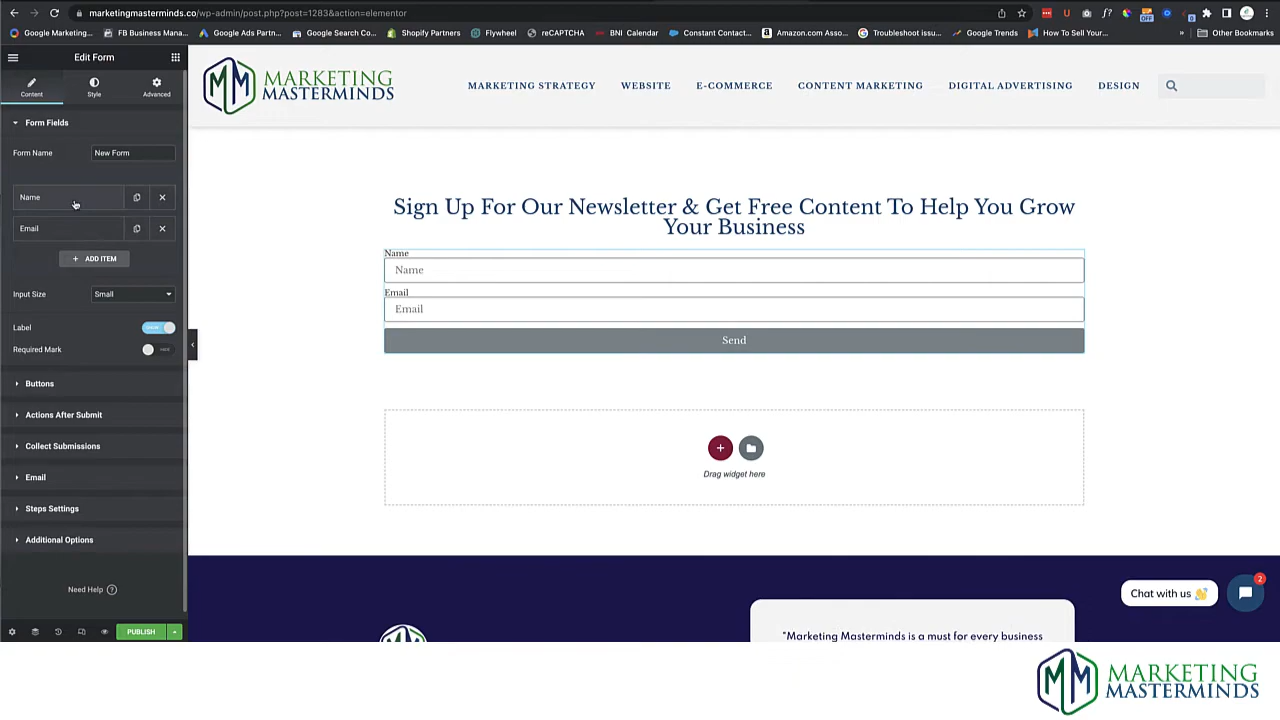 marketingmasterminds.co/wp-admin/post.php?post=1283&action=elementor
Google Marketing...
FB Business Mana...
Google Ads Partn...
Google Search Co...
Shopify Partners
Flywheel
reCAPTCHA
BNI Calendar
Constant Contact...
Amazon.com Asso...
Troubleshoot issu...
Google Trends
How To Sell Your...
»
Other Bookmarks
Edit Form
Content
Style
Advanced
Form Fields
Form Name
New Form
Name
Email
+ ADD ITEM
Input Size
Small
Label
SHOW
Required Mark
HIDE
Buttons
Actions After Submit
Collect Submissions
Email
Steps Settings
Additional Options
Need Help ?
PUBLISH
MARKETING
MASTERMINDS
MARKETING STRATEGY
WEBSITE
E-COMMERCE
CONTENT MARKETING
DIGITAL ADVERTISING
DESIGN
Sign Up For Our Newsletter & Get Free Content To Help You Grow
Your Business
Name
Name
Email
Email
Send
Drag widget here
Chat with us 👋
2
"Marketing Masterminds is a must for every business
MARKETING
MASTERMINDS